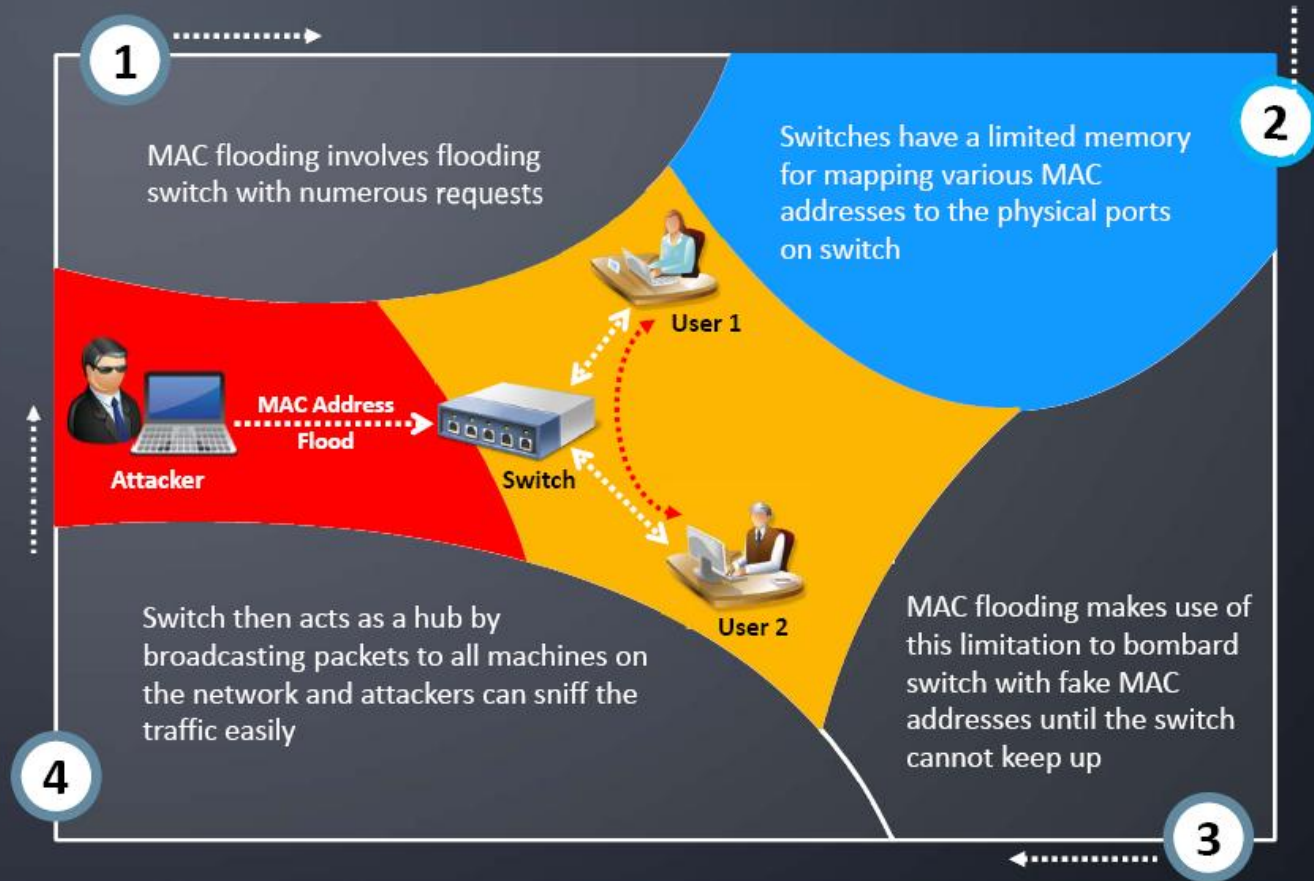 1
MAC flooding involves flooding
switch with numerous requests
2
Switches have a limited memory
for mapping various MAC
addresses to the physical ports
on switch
User 1
MAC Address
Flood
Attacker
Switch
User 2
3
MAC flooding makes use of
this limitation to bombard
switch with fake MAC
addresses until the switch
cannot keep up
4
Switch then acts as a hub by
broadcasting packets to all machines on
the network and attackers can sniff the
traffic easily